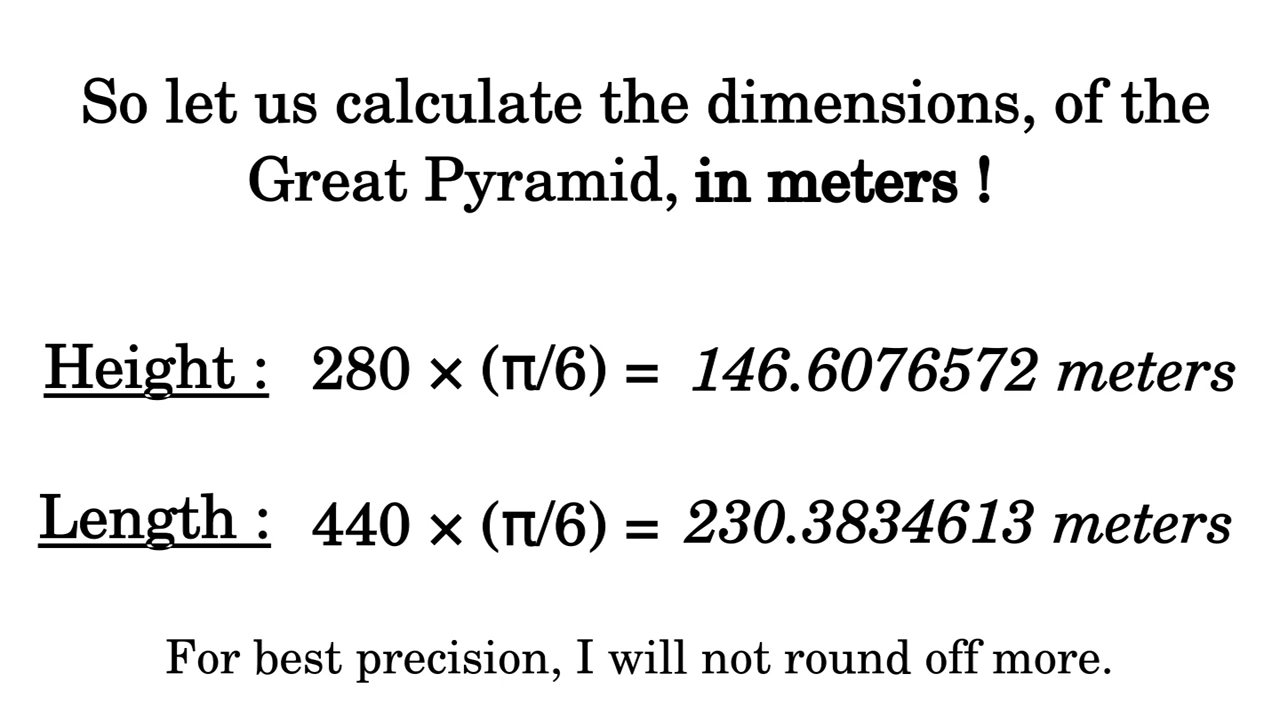 So let us calculate the dimensions, of the
Great Pyramid, in meters !
Height : 280 × (π/6) = 146.6076572 meters
Length : 440 × (π/6) = 230.3834613 meters
For best precision, I will not round off more.